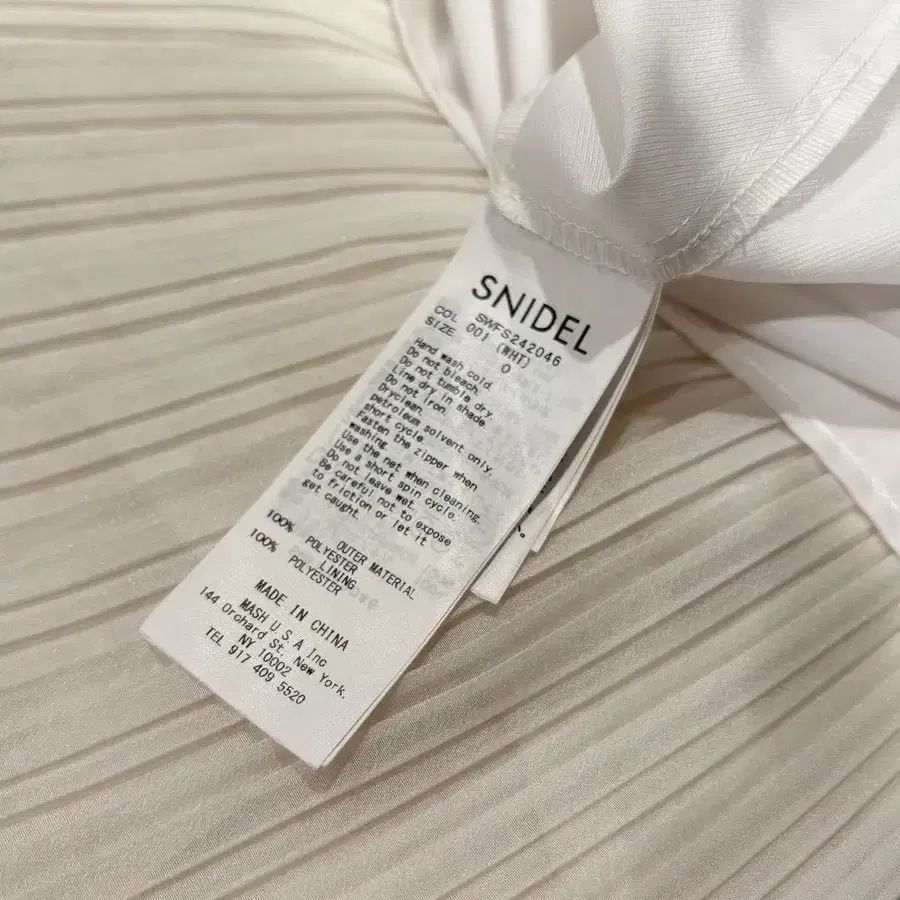 SNIDEL
SWFS242046
COL 001 (WHT)
SIZE 0
Hand wash cold.
Do not bleach.
Do not tumble dry.
Line dry in shade
Do not iron.
Dryclean.
petroleum solvent only.
short cycle.
Fasten the zipper when
washing.
Use the net when cleaning.
Use a short spin cycle.
Do not leave wet.
Be careful not to expose
to friction or let it
get caught.
OUTER MATERIAL
100% POLYESTER
LINING
100% POLYESTER
MADE IN CHINA
MASH U.S.A Inc
144 Orchard St, New York.
NY 10002
TEL 917 409 5520